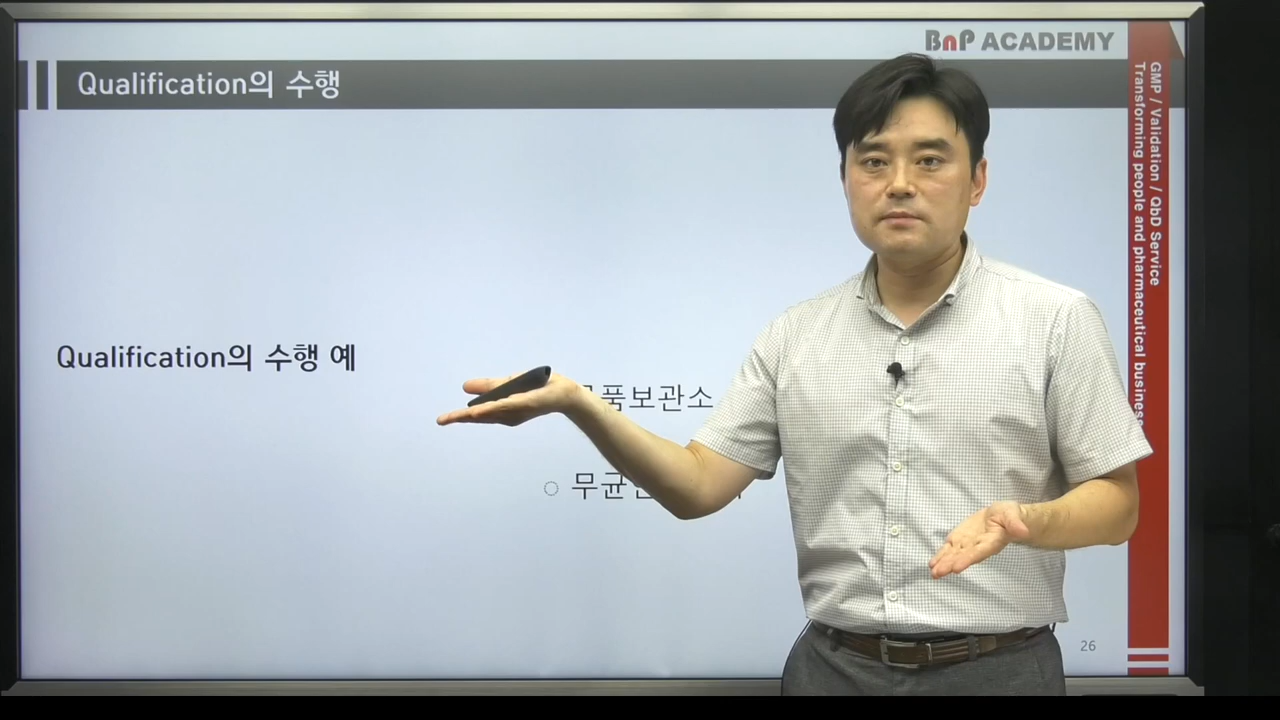 BnP ACADEMY
Qualification의 수행
GMP / Validation / QbD Service
Transforming people and pharmaceutical business
Qualification의 수행 예
품보관소
무균
26